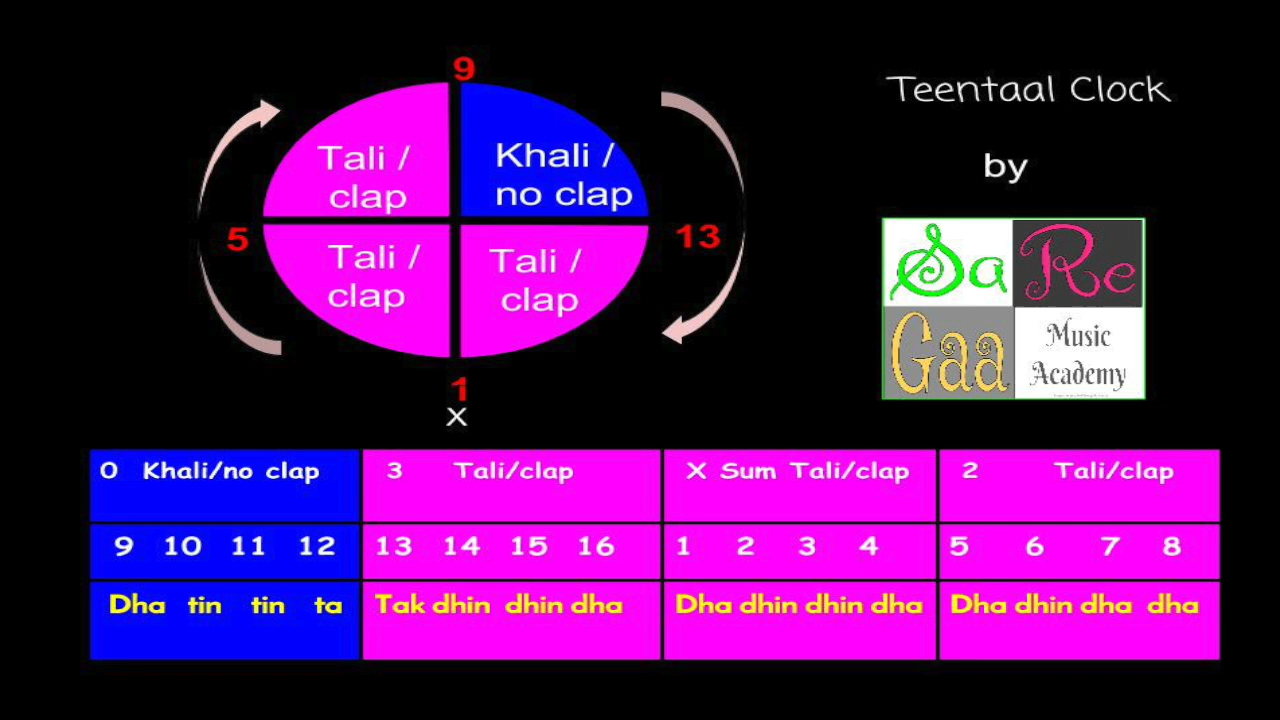 9
Tali /
clap
Khali /
no clap
5
13
Tali /
clap
Tali /
clap
1
X
Teentaal Clock
by
Sa Re
Gaa Music
Academy
0 Khali/no clap 3 Tali/clap X Sum Tali/clap 2 Tali/clap
9 10 11 12 13 14 15 16 1 2 3 4 5 6 7 8
Dha tin tin ta Tak dhin dhin dha Dha dhin dhin dha Dha dhin dha dha